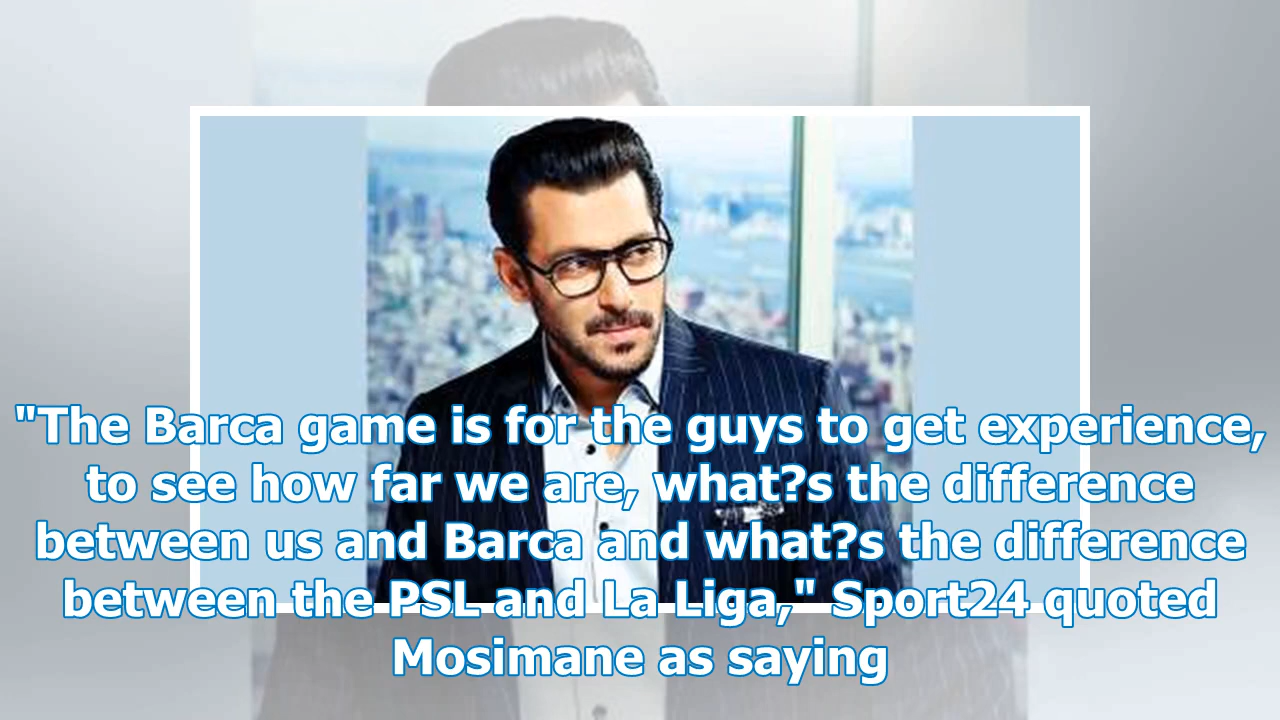 "The Barca game is for the guys to get experience,
to see how far we are, what?s the difference
between us and Barca and what?s the difference
between the PSL and La Liga," Sport24 quoted
Mosimane as saying